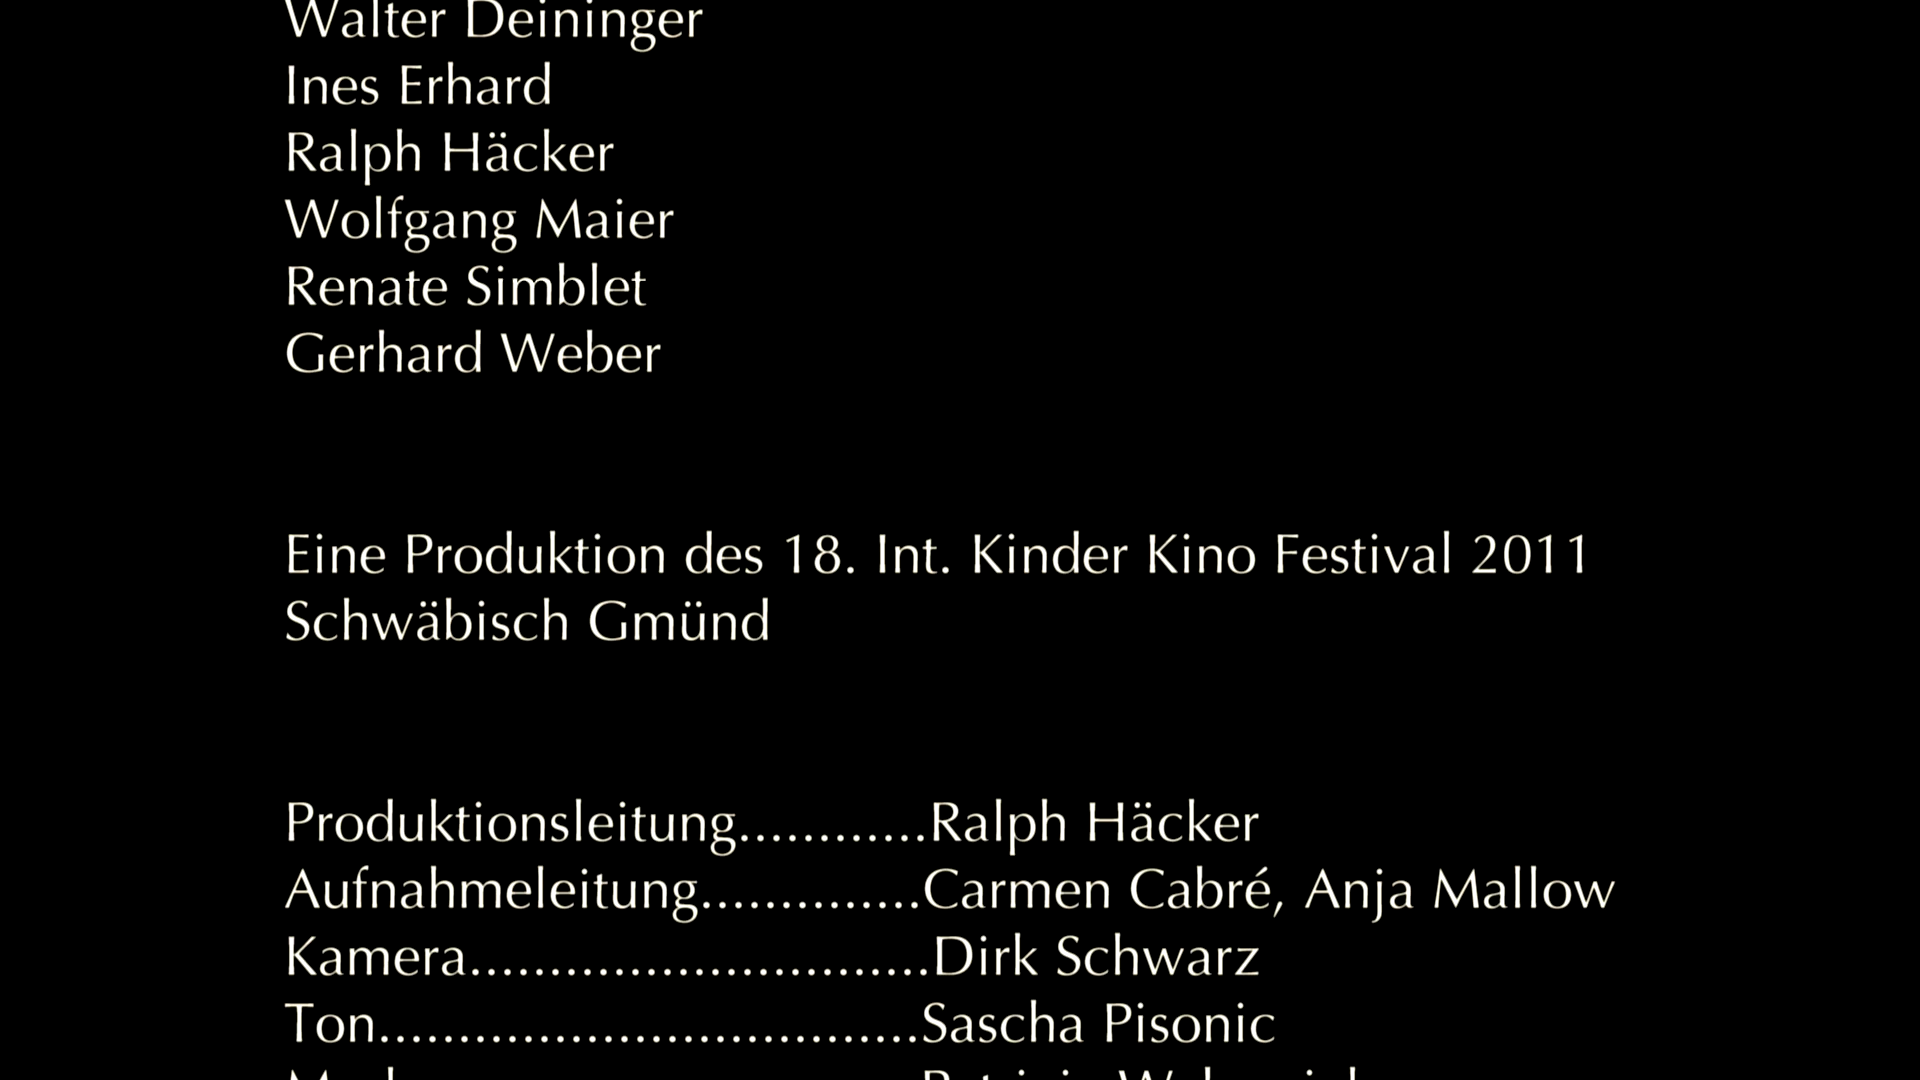 Walter Deininger
Ines Erhard
Ralph Häcker
Wolfgang Maier
Renate Simblet
Gerhard Weber
Eine Produktion des 18. Int. Kinder Kino Festival 2011
Schwäbisch Gmünd
Produktionsleitung............Ralph Häcker
Aufnahmeleitung..............Carmen Cabré, Anja Mallow
Kamera.............................Dirk Schwarz
Ton..................................Sascha Pisonic